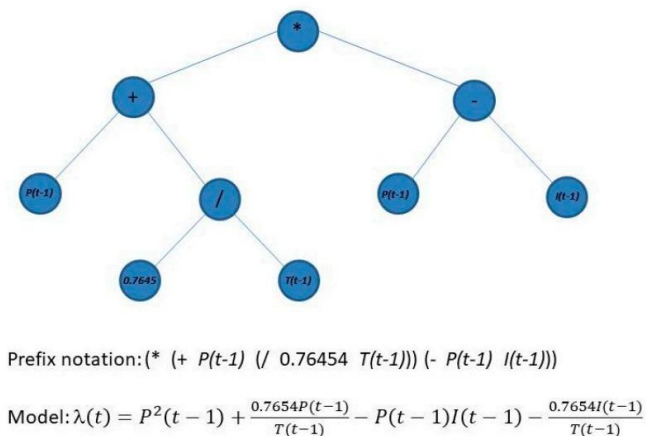 *
+
-
P(t-1)
/
P(t-1)
I(t-1)
0.7645
T(t-1)
Prefix notation: (* (+ P(t-1) (/ 0.76454 T(t-1))) (- P(t-1) I(t-1)))
Model: λ(t) = P²(t − 1) + 0.7654P(t−1)/T(t−1) − P(t − 1)I(t − 1) − 0.7654I(t−1)/T(t−1)